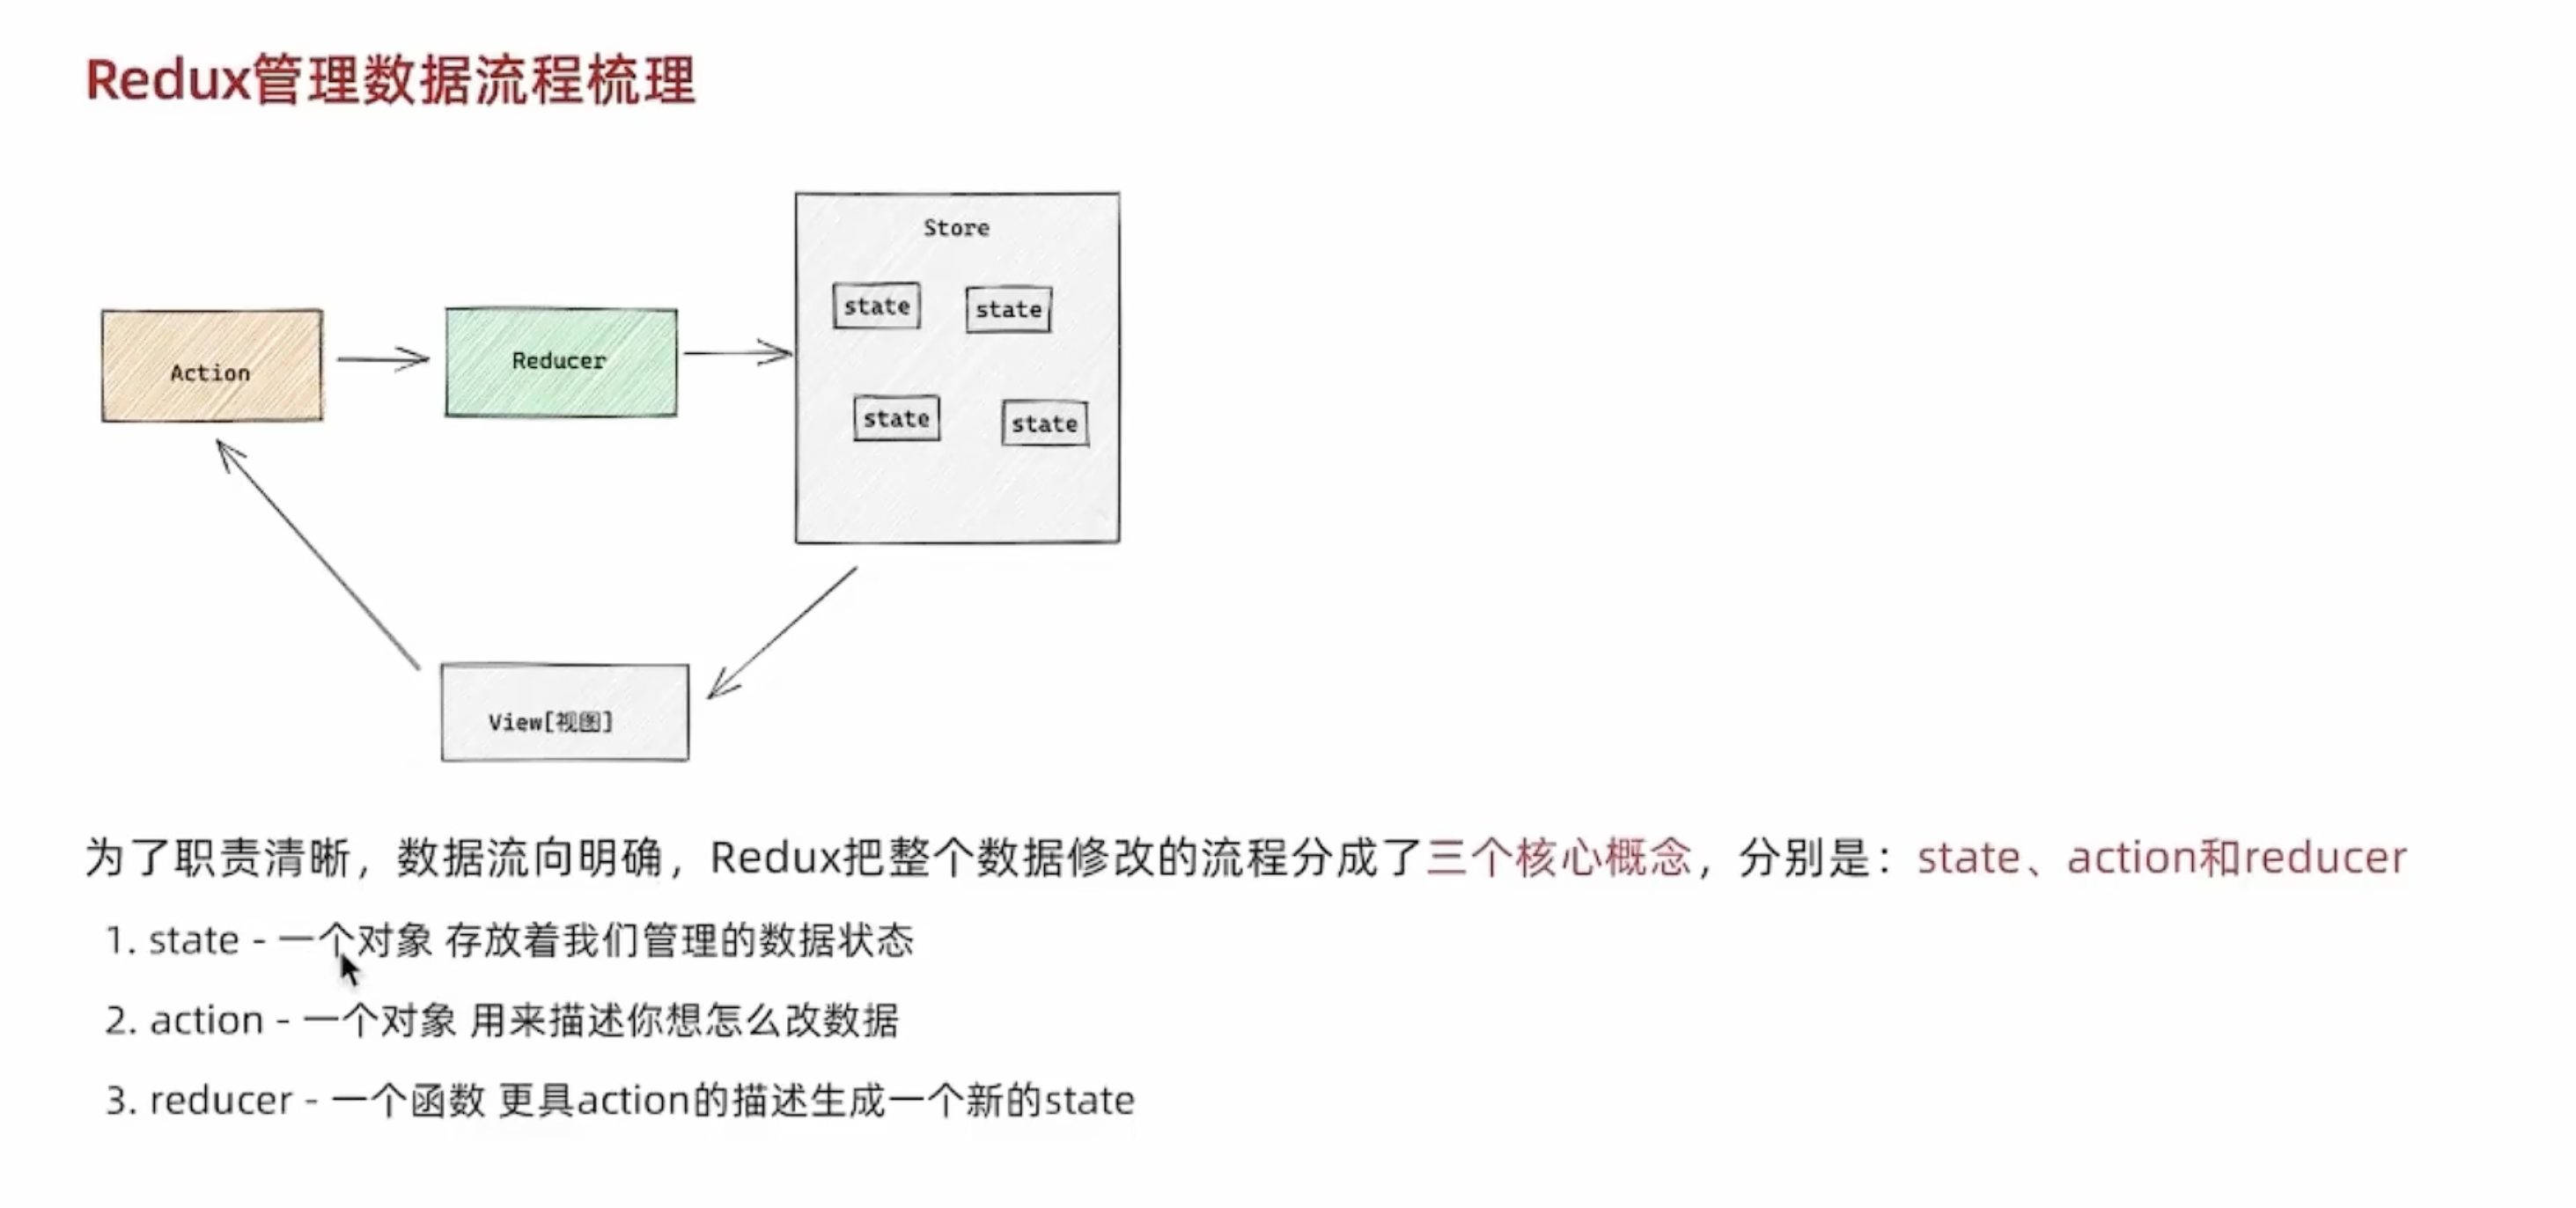 Redux管理数据流程梳理
Store
state
state
Action
Reducer
state
state
View[视图]
为了职责清晰，数据流向明确，Redux把整个数据修改的流程分成了三个核心概念，分别是：state、action和reducer
1. state - 一个对象 存放着我们管理的数据状态
2. action - 一个对象 用来描述你想怎么改数据
3. reducer - 一个函数 更具action的描述生成一个新的state